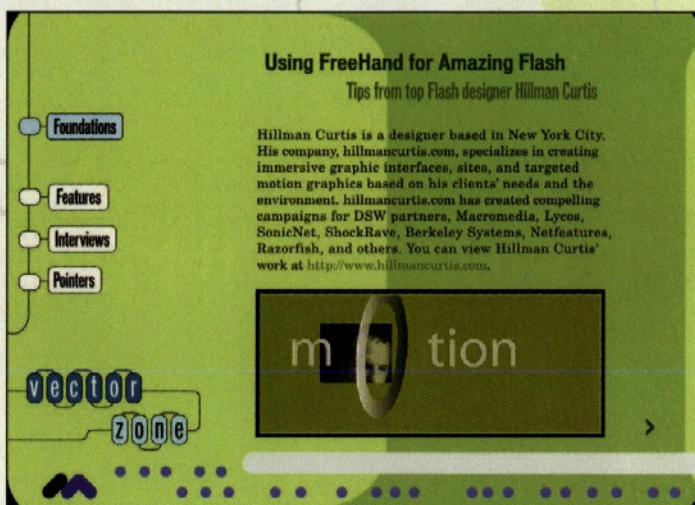 Using FreeHand for Amazing Flash
Tips from top Flash designer Hillman Curtis
Foundations
Features
Interviews
Pointers
Hillman Curtis is a designer based in New York City.
His company, hillmancurtis.com, specializes in creating
immersive graphic interfaces, sites, and targeted
motion graphics based on his clients' needs and the
environment. hillmancurtis.com has created compelling
campaigns for DSW partners, Macromedia, Lycos,
SonicNet, ShockRave, Berkeley Systems, Netfeatures,
Razorfish, and others. You can view Hillman Curtis'
work at http://www.hillmancurtis.com.
m o tion
vector
zone
>